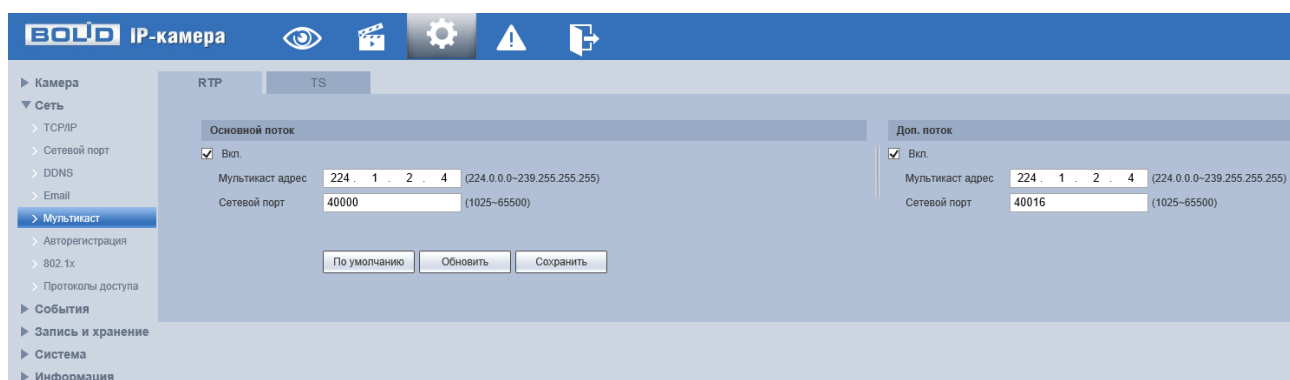 BOLID IP-камера
Камера
Сеть
TCP/IP
Сетевой порт
DDNS
Email
Мультикаст
Авторегистрация
802.1x
Протоколы доступа
События
Запись и хранение
Система
Информация
RTP TS
Основной поток
Вкл.
Мультикаст адрес 224. 1 . 2 . 4 (224.0.0.0~239.255.255.255)
Сетевой порт 40000 (1025~65500)
По умолчанию Обновить Сохранить
Доп. поток
Вкл.
Мультикаст адрес 224. 1 . 2 . 4 (224.0.0.0~239.255.255.255)
Сетевой порт 40016 (1025~65500)